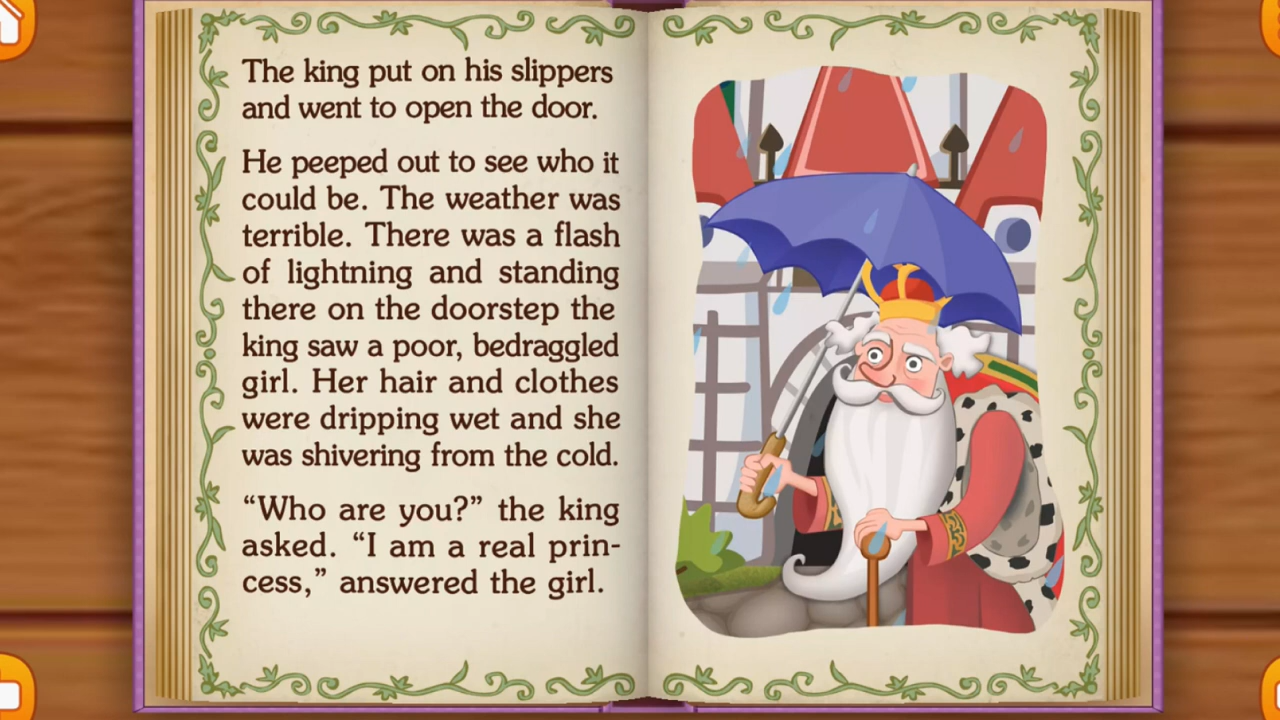 The king put on his slippers
and went to open the door.
He peeped out to see who it
could be. The weather was
terrible. There was a flash
of lightning and standing
there on the doorstep the
king saw a poor, bedraggled
girl. Her hair and clothes
were dripping wet and she
was shivering from the cold.
“Who are you?” the king
asked. “I am a real prin-
cess,” answered the girl.